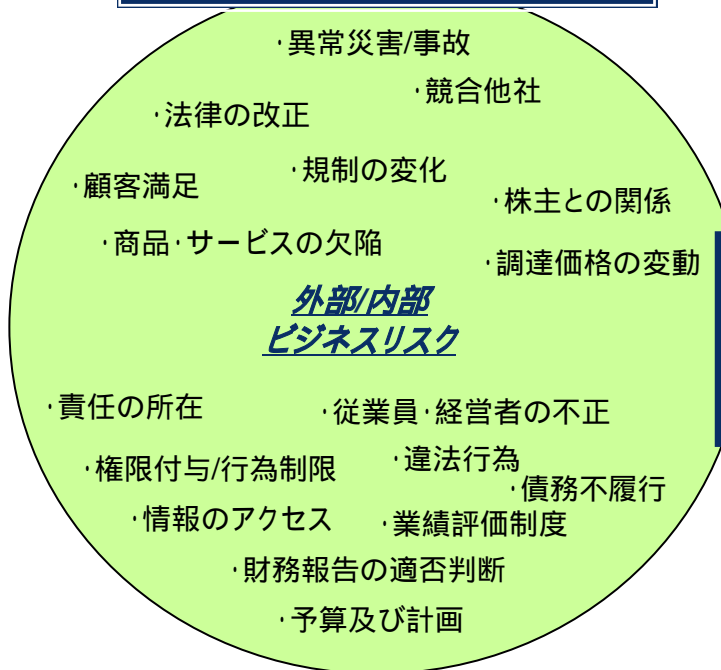 ･異常災害/事故
･競合他社
･法律の改正
･規制の変化
･顧客満足
･株主との関係
･商品･サービスの欠陥
･調達価格の変動
外部/内部
ビジネスリスク
･責任の所在
･従業員･経営者の不正
･違法行為
･権限付与/行為制限
･債務不履行
･情報のアクセス
･業績評価制度
･財務報告の適否判断
･予算及び計画